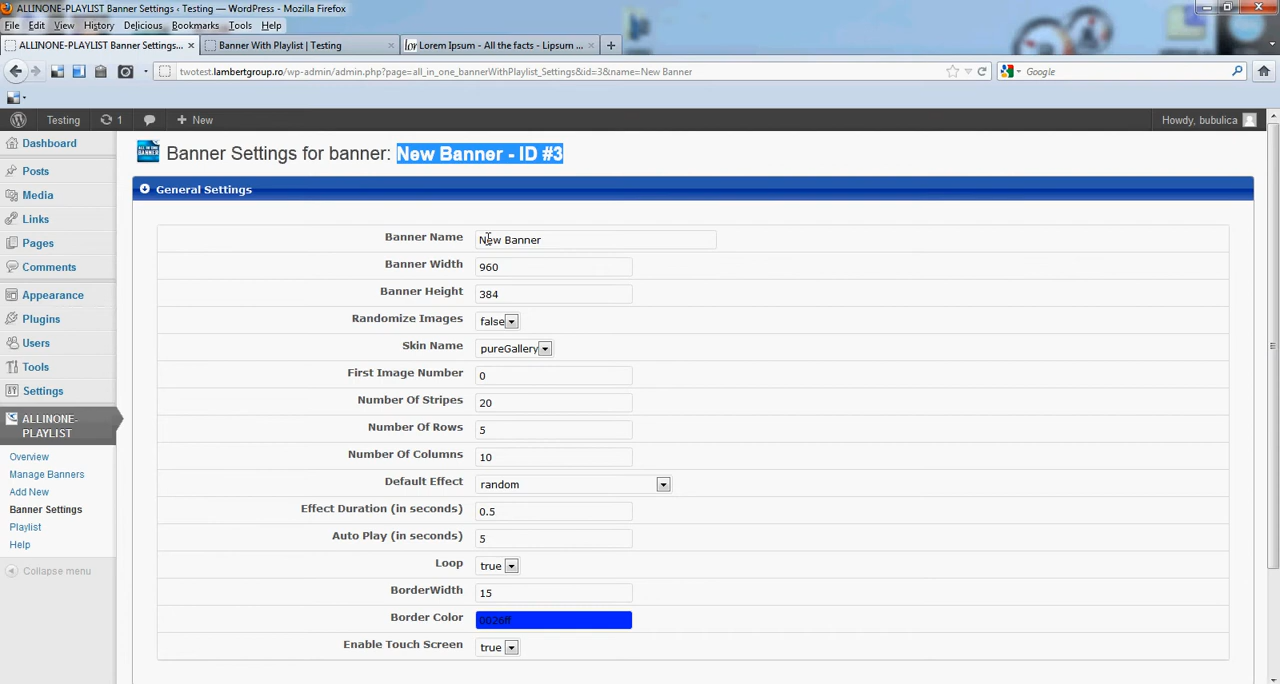 ALLINONE-PLAYLIST Banner Settings ‹ Testing — WordPress - Mozilla Firefox
File Edit View History Delicious Bookmarks Tools Help
ALLINONE-PLAYLIST Banner Settings... × Banner With Playlist | Testing × Lorem Ipsum - All the facts - Lipsum ... × +
twotest.lambertgroup.ro/wp-admin/admin.php?page=all_in_one_bannerWithPlaylist_Settings&id=3&name=New Banner Google
Testing 1 + New Howdy, bubulica
Dashboard
Posts
Media
Links
Pages
Comments
Appearance
Plugins
Users
Tools
Settings
ALLINONE-
PLAYLIST
Overview
Manage Banners
Add New
Banner Settings
Playlist
Help
Collapse menu
Banner Settings for banner: New Banner - ID #3
General Settings
Banner Name New Banner
Banner Width 960
Banner Height 384
Randomize Images false
Skin Name pureGallery
First Image Number 0
Number Of Stripes 20
Number Of Rows 5
Number Of Columns 10
Default Effect random
Effect Duration (in seconds) 0.5
Auto Play (in seconds) 5
Loop true
BorderWidth 15
Border Color 0026ff
Enable Touch Screen true